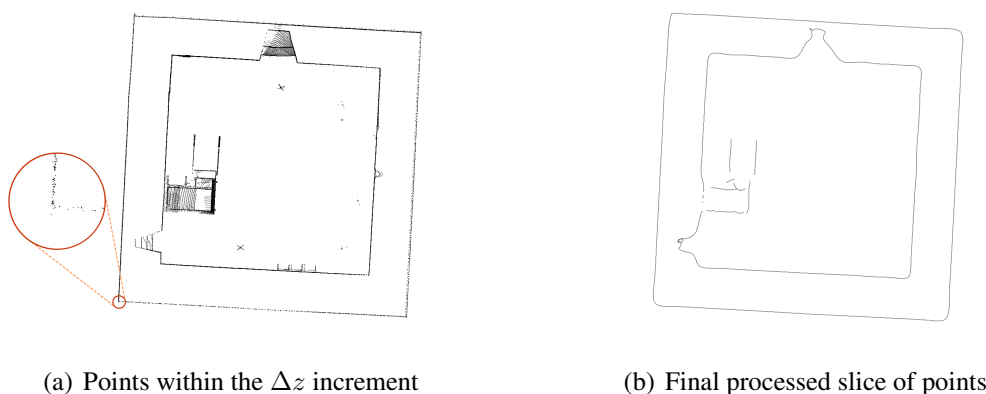 (a) Points within the Δz increment
(b) Final processed slice of points